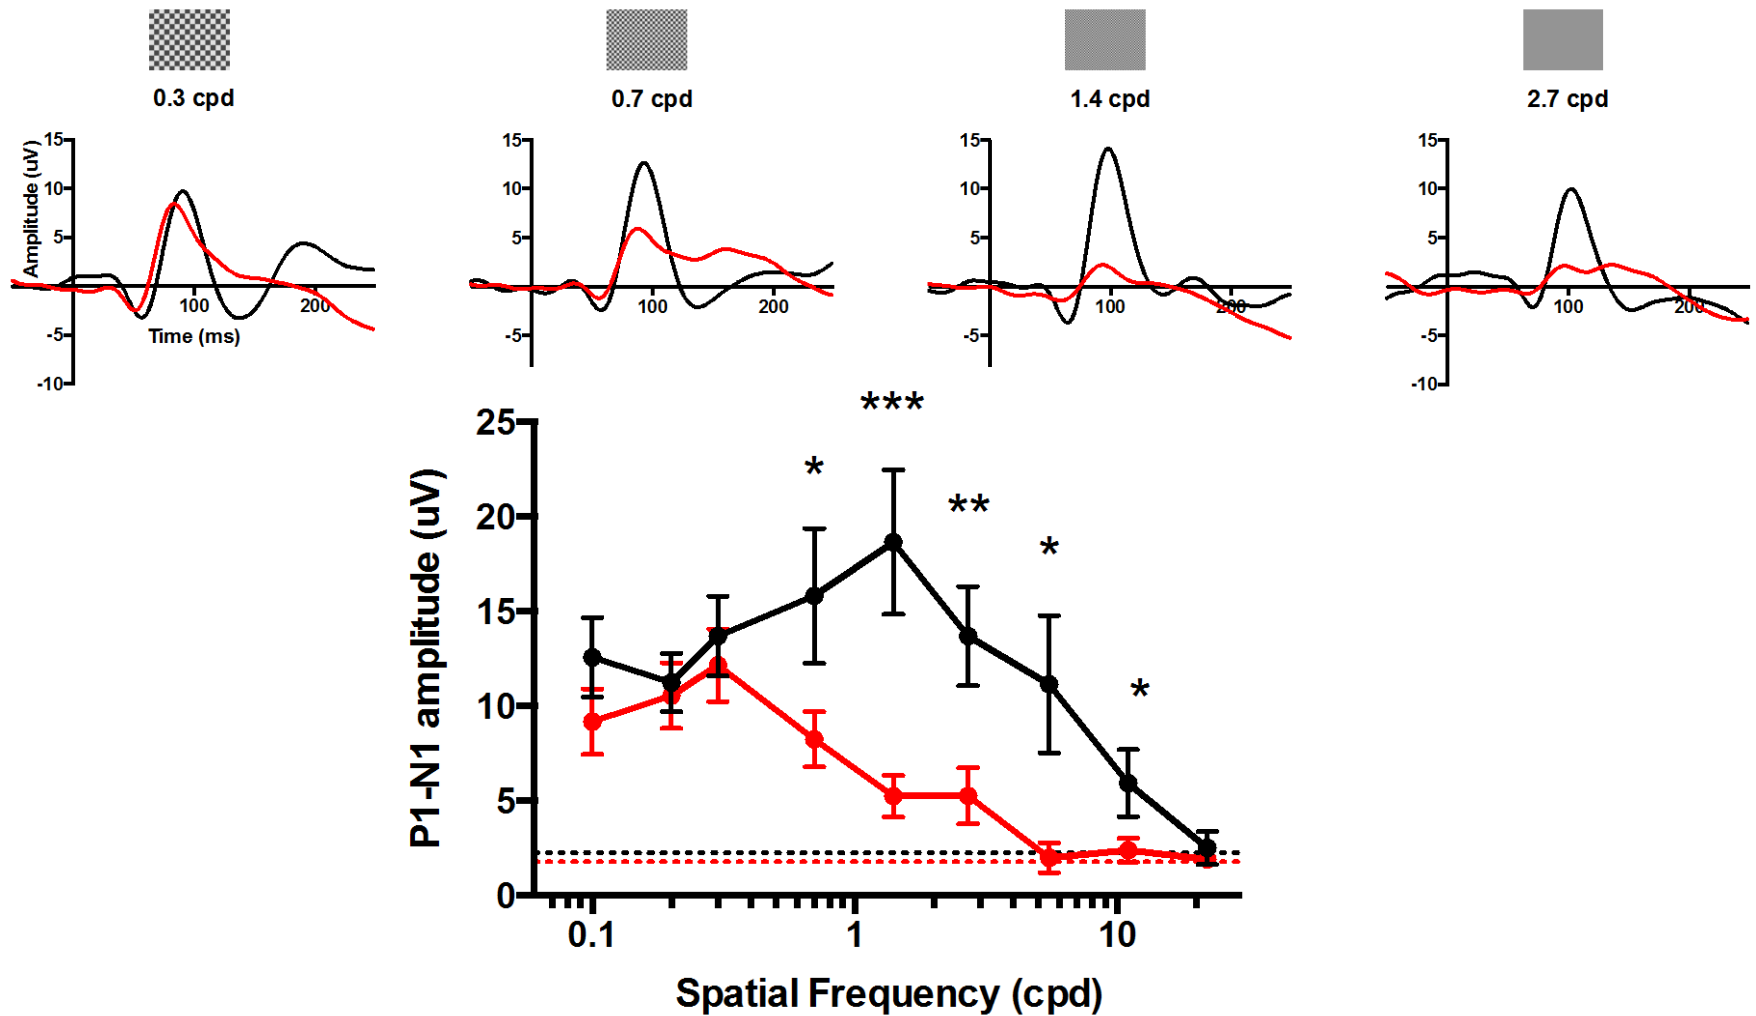 0.3 cpd 0.7 cpd 1.4 cpd 2.7 cpd
Amplitude (uV)
15 15 15 15
10 10 10 10
5 5 5 5
100 200 100 200 100 200 100 200
Time (ms)
-5 -5 -5 -5
-10 -10
***
25
*
**
20
*
15
*
10
5
0
P1-N1 amplitude (uV)
0.1 1 10
Spatial Frequency (cpd)